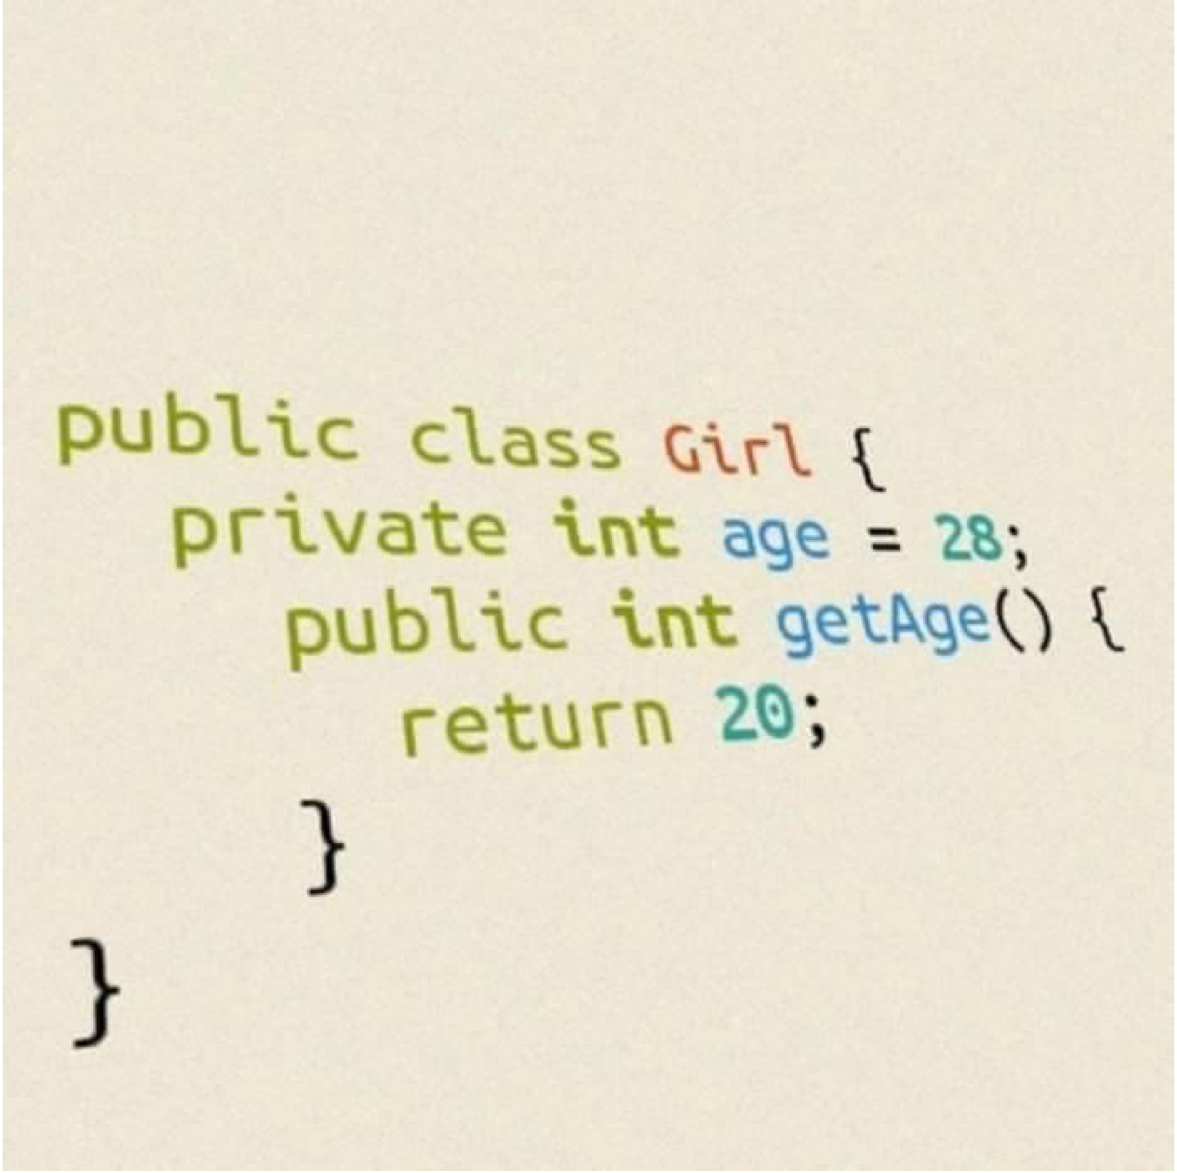 public class Girl {
private int age = 28;
public int getAge() {
return 20;
}
}